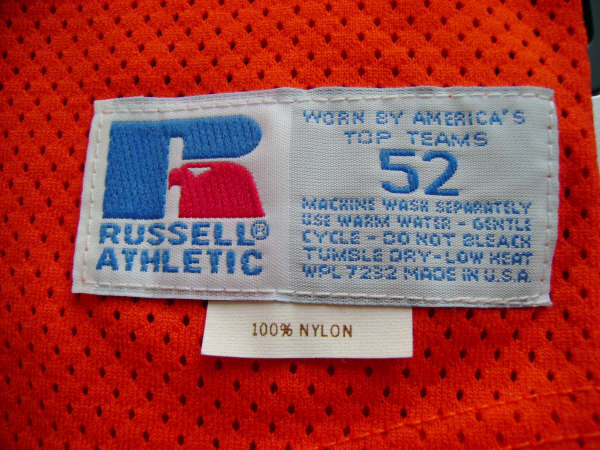 RUSSELL®
ATHLETIC
WORN BY AMERICA'S
TOP TEAMS
52
MACHINE WASH SEPARATELY
USE WARM WATER - GENTLE
CYCLE - DO NOT BLEACH
TUMBLE DRY - LOW HEAT
WPL 7232 MADE IN U.S.A.
100% NYLON